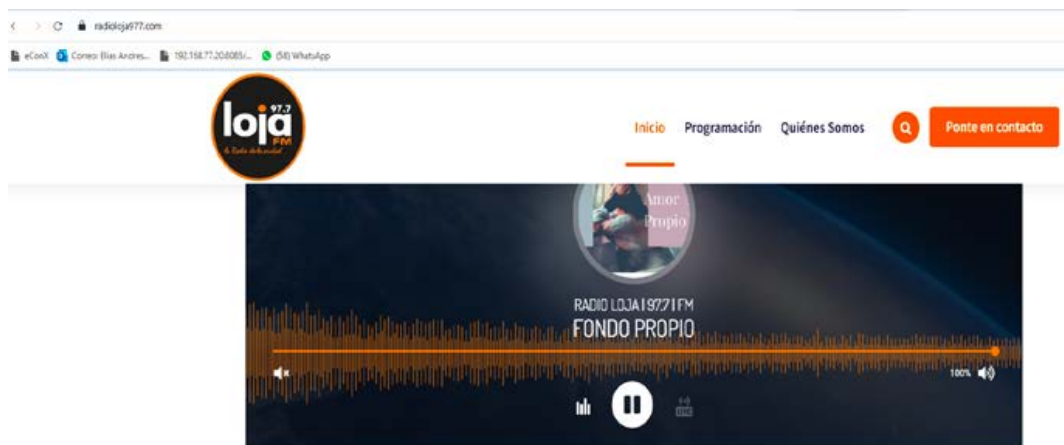 radioloja977.com
eConX Correo: Elias Andres... 192.168.77.20:8085/... (58) WhatsApp
97.7
loja
FM
Inicio Programación Quiénes Somos Ponte en contacto
Amor
Propio
RADIO LOJA | 97.7 | FM
FONDO PROPIO
100%